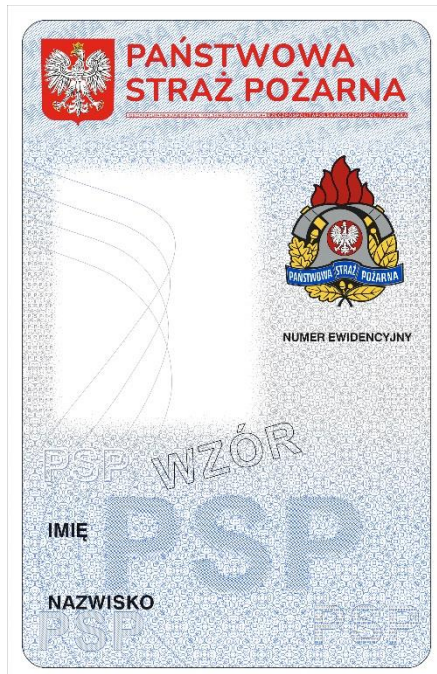 PAŃSTWOWA
STRAŻ POŻARNA
PAŃSTWOWA STRAŻ POŻARNA
NUMER EWIDENCYJNY
PSP
WZÓR
PSP
IMIĘ
NAZWISKO
PSP
PSP